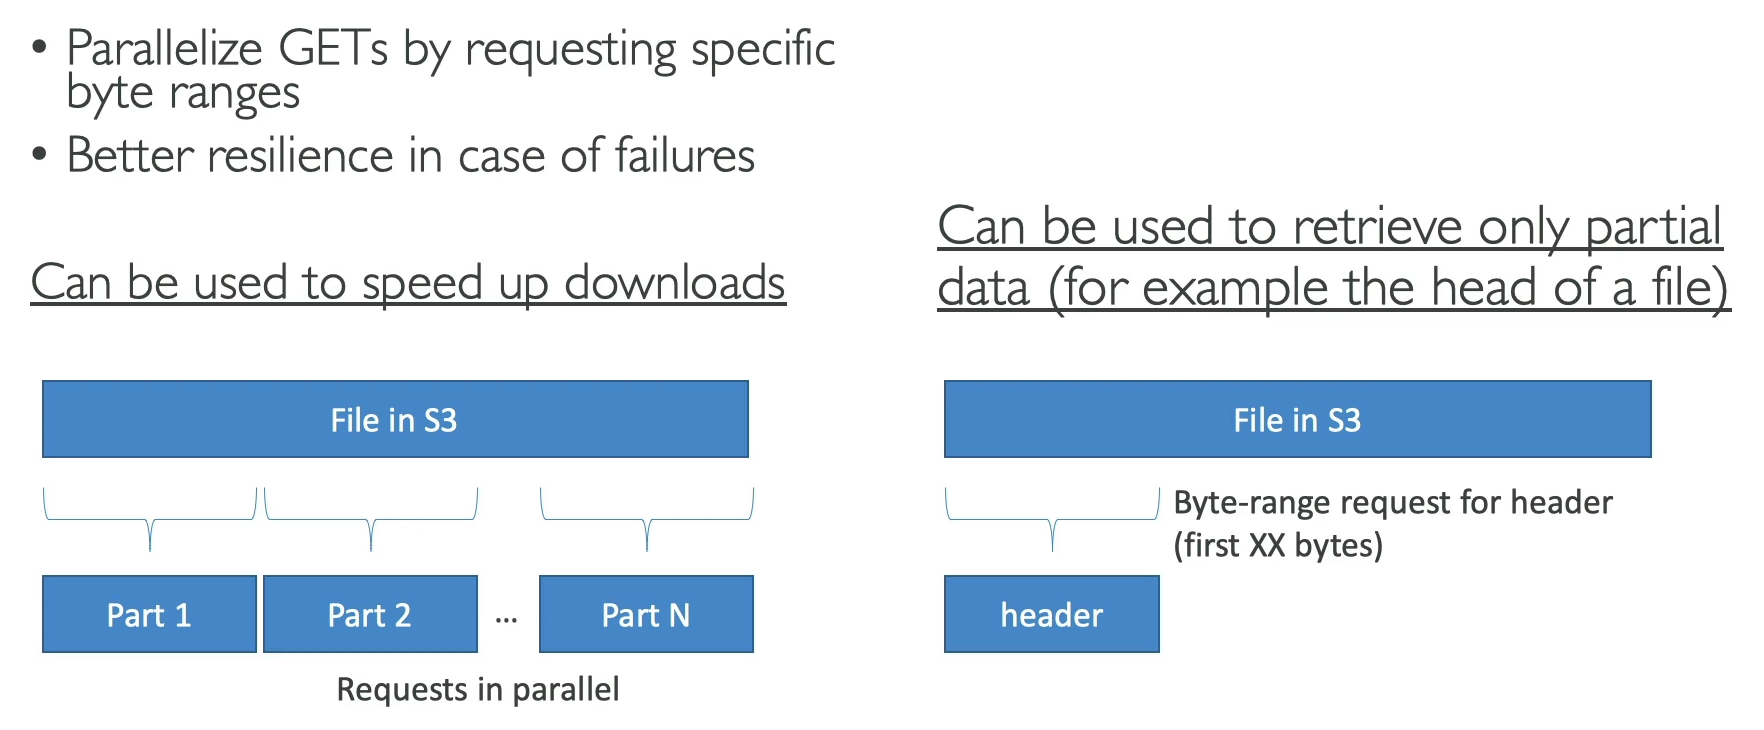 • Parallelize GETs by requesting specific
byte ranges
• Better resilience in case of failures
Can be used to speed up downloads
File in S3
Part 1
Part 2
...
Part N
Requests in parallel
Can be used to retrieve only partial
data (for example the head of a file)
File in S3
Byte-range request for header
(first XX bytes)
header